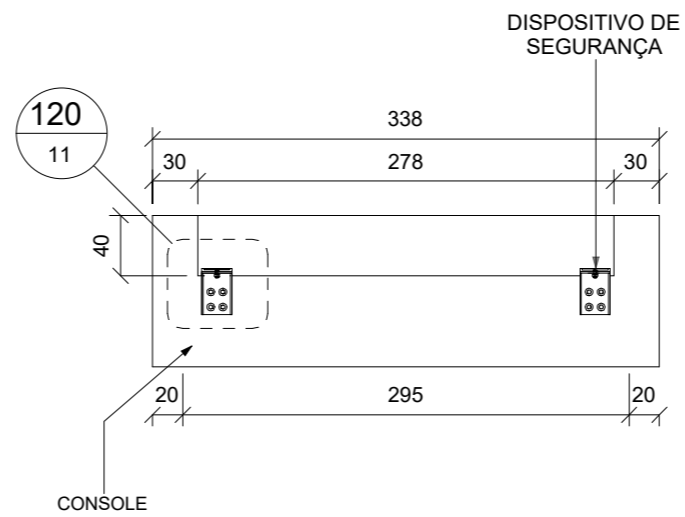 DISPOSITIVO DE
SEGURANÇA
120
11
338
30 278 30
40
20 295 20
CONSOLE